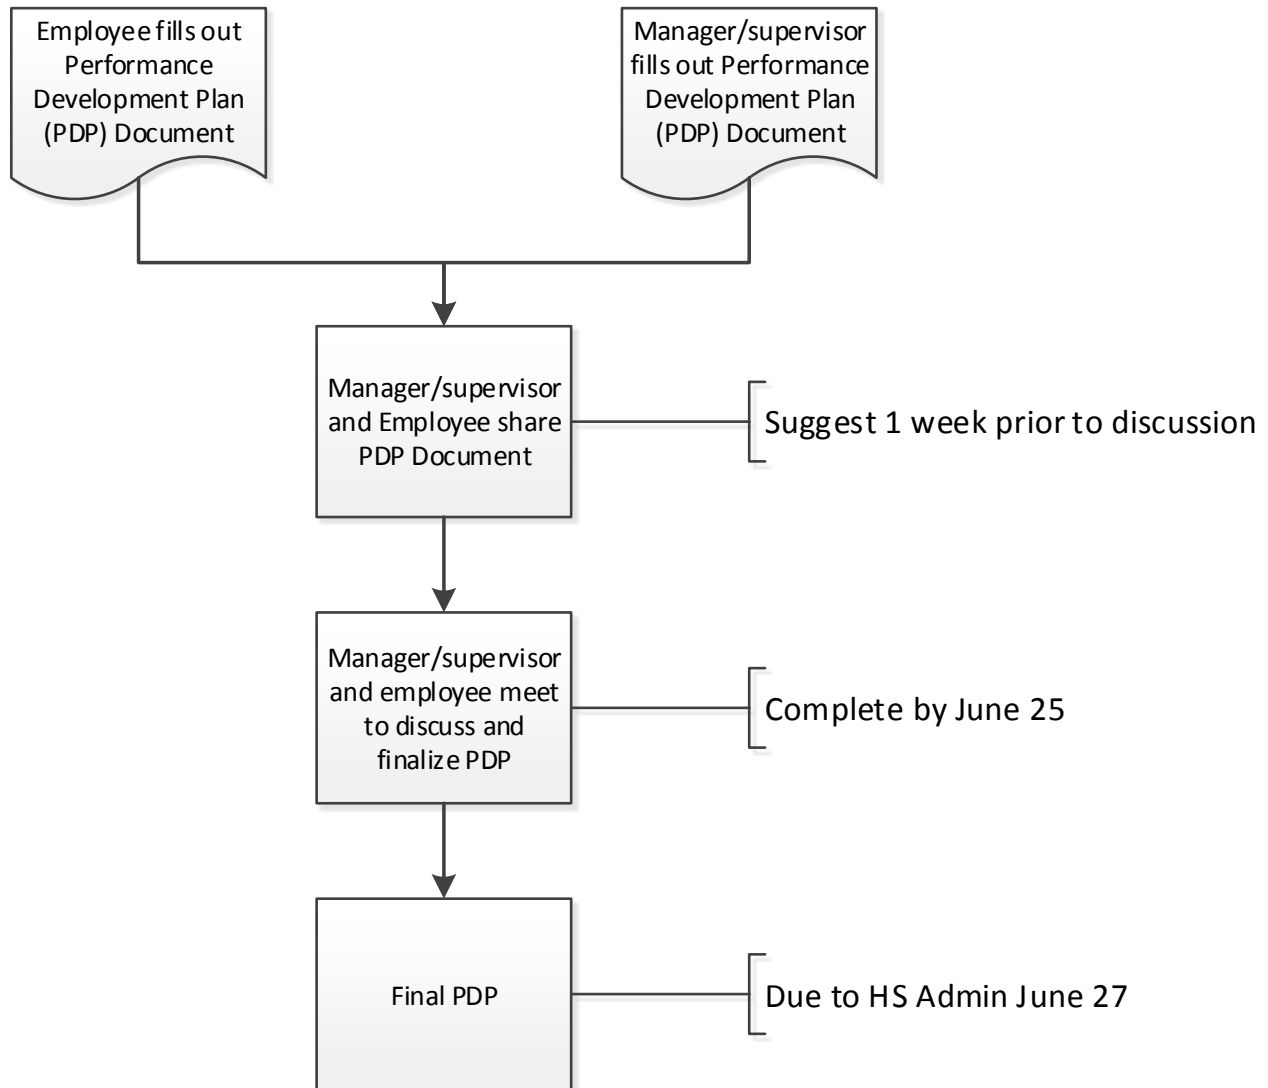 Employee fills out
Performance
Development Plan
(PDP) Document
Manager/supervisor
fills out Performance
Development Plan
(PDP) Document
Manager/supervisor
and Employee share
PDP Document
Suggest 1 week prior to discussion
Manager/supervisor
and employee meet
to discuss and
finalize PDP
Complete by June 25
Final PDP
Due to HS Admin June 27